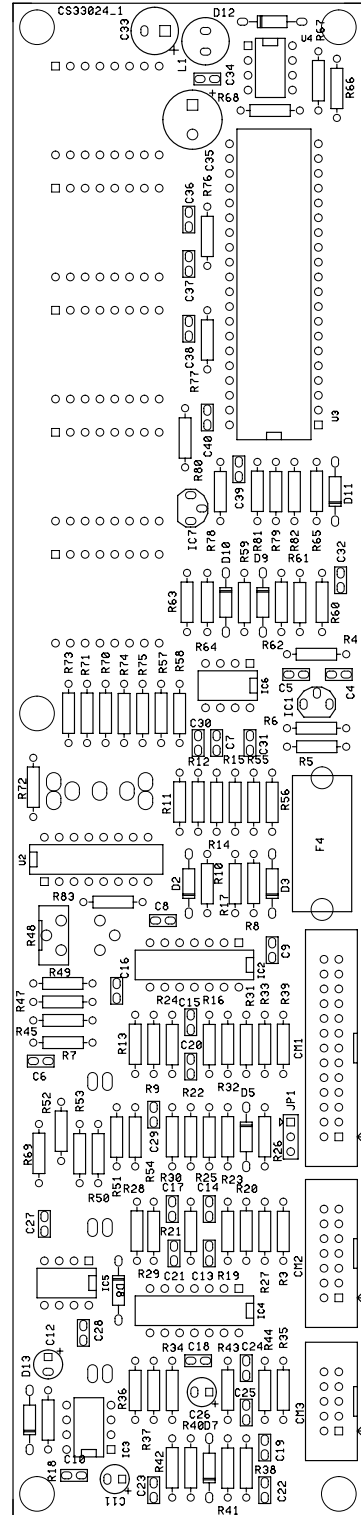 CS33024_1
C33
D12
U4
R67
L1
C34
R68
R66
C35
R76
C36
C37
C38
R77
U3
C40
R80
C39
IC7
R78
D10
R59
D9
R81
R79
R82
R61
R65
D11
C32
R63
R60
R64
R62
R73
R71
R70
R74
R75
R57
R58
IC6
R4
C5
C4
IC1
R6
C30
C7
C31
R5
R12
R15
R55
R72
R11
R56
F4
R14
U2
D2
R10
R17
D3
R83
C8
R8
R48
C9
IC2
R49
C16
R24
C15
R16
R31
R33
R39
R47
R45
R13
C20
CM1
R7
C6
R9
R22
R32
D5
JP1
R52
R53
C29
R69
R54
R30
R25
R23
R26
R51
R50
R28
C17
C14
R20
C27
R21
R29
C21
C13
R19
R27
R3
CM2
IC5
D8
IC4
C28
C12
D13
R34
C18
R43
C24
R44
R35
R36
C25
CM3
C26
R40
D7
R37
IC3
R42
C19
R18
C10
R38
C11
C23
R41
C22